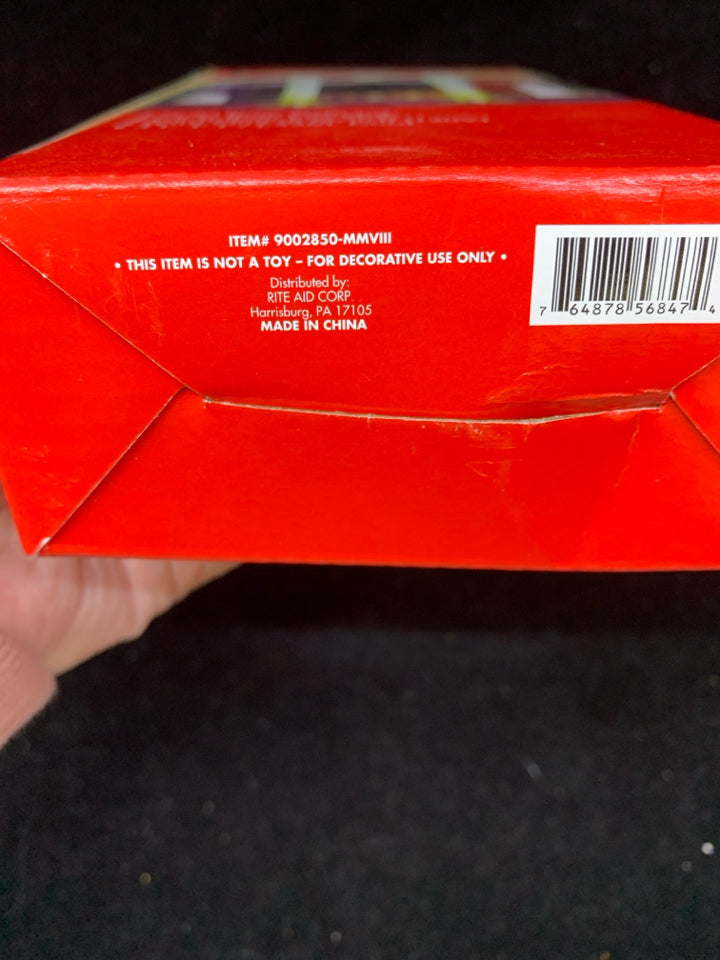 ITEM# 9002850-MMVIII
• THIS ITEM IS NOT A TOY – FOR DECORATIVE USE ONLY •
Distributed by:
RITE AID CORP.
Harrisburg, PA 17105
MADE IN CHINA
7 64878 56847 4